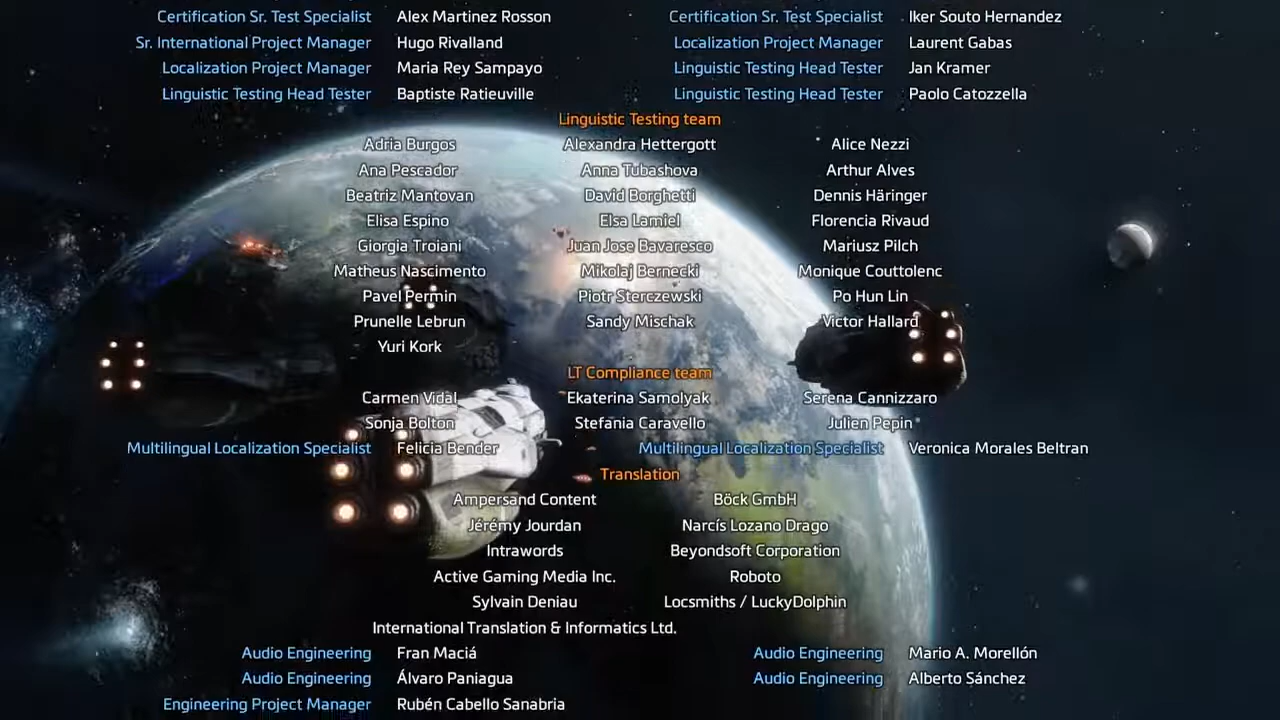 Certification Sr. Test Specialist Alex Martinez Rosson Certification Sr. Test Specialist Iker Souto Hernandez
Sr. International Project Manager Hugo Rivalland Localization Project Manager Laurent Gabas
Localization Project Manager Maria Rey Sampayo Linguistic Testing Head Tester Jan Kramer
Linguistic Testing Head Tester Baptiste Ratieuville Linguistic Testing Head Tester Paolo Catozzella
Linguistic Testing team
Adria Burgos Alexandra Hettergott Alice Nezzi
Ana Pescador Anna Tubashova Arthur Alves
Beatriz Mantovan David Borghetti Dennis Häringer
Elisa Espino Elsa Lamiel Florencia Rivaud
Giorgia Troiani Juan Jose Bavaresco Mariusz Pilch
Matheus Nascimento Mikolaj Bernecki Monique Couttolenc
Pavel Permin Piotr Sterczewski Po Hun Lin
Prunelle Lebrun Sandy Mischak Victor Hallard
Yuri Kork
LT Compliance team
Carmen Vidal Ekaterina Samolyak Serena Cannizzaro
Sonja Bolton Stefania Caravello Julien Pepin
Multilingual Localization Specialist Felicia Bender Multilingual Localization Specialist Veronica Morales Beltran
Translation
Ampersand Content Böck GmbH
Jérémy Jourdan Narcís Lozano Drago
Intrawords Beyondsoft Corporation
Active Gaming Media Inc. Roboto
Sylvain Deniau Locsmiths / LuckyDolphin
International Translation & Informatics Ltd.
Audio Engineering Fran Maciá Audio Engineering Mario A. Morellón
Audio Engineering Álvaro Paniagua Audio Engineering Alberto Sánchez
Engineering Project Manager Rubén Cabello Sanabria